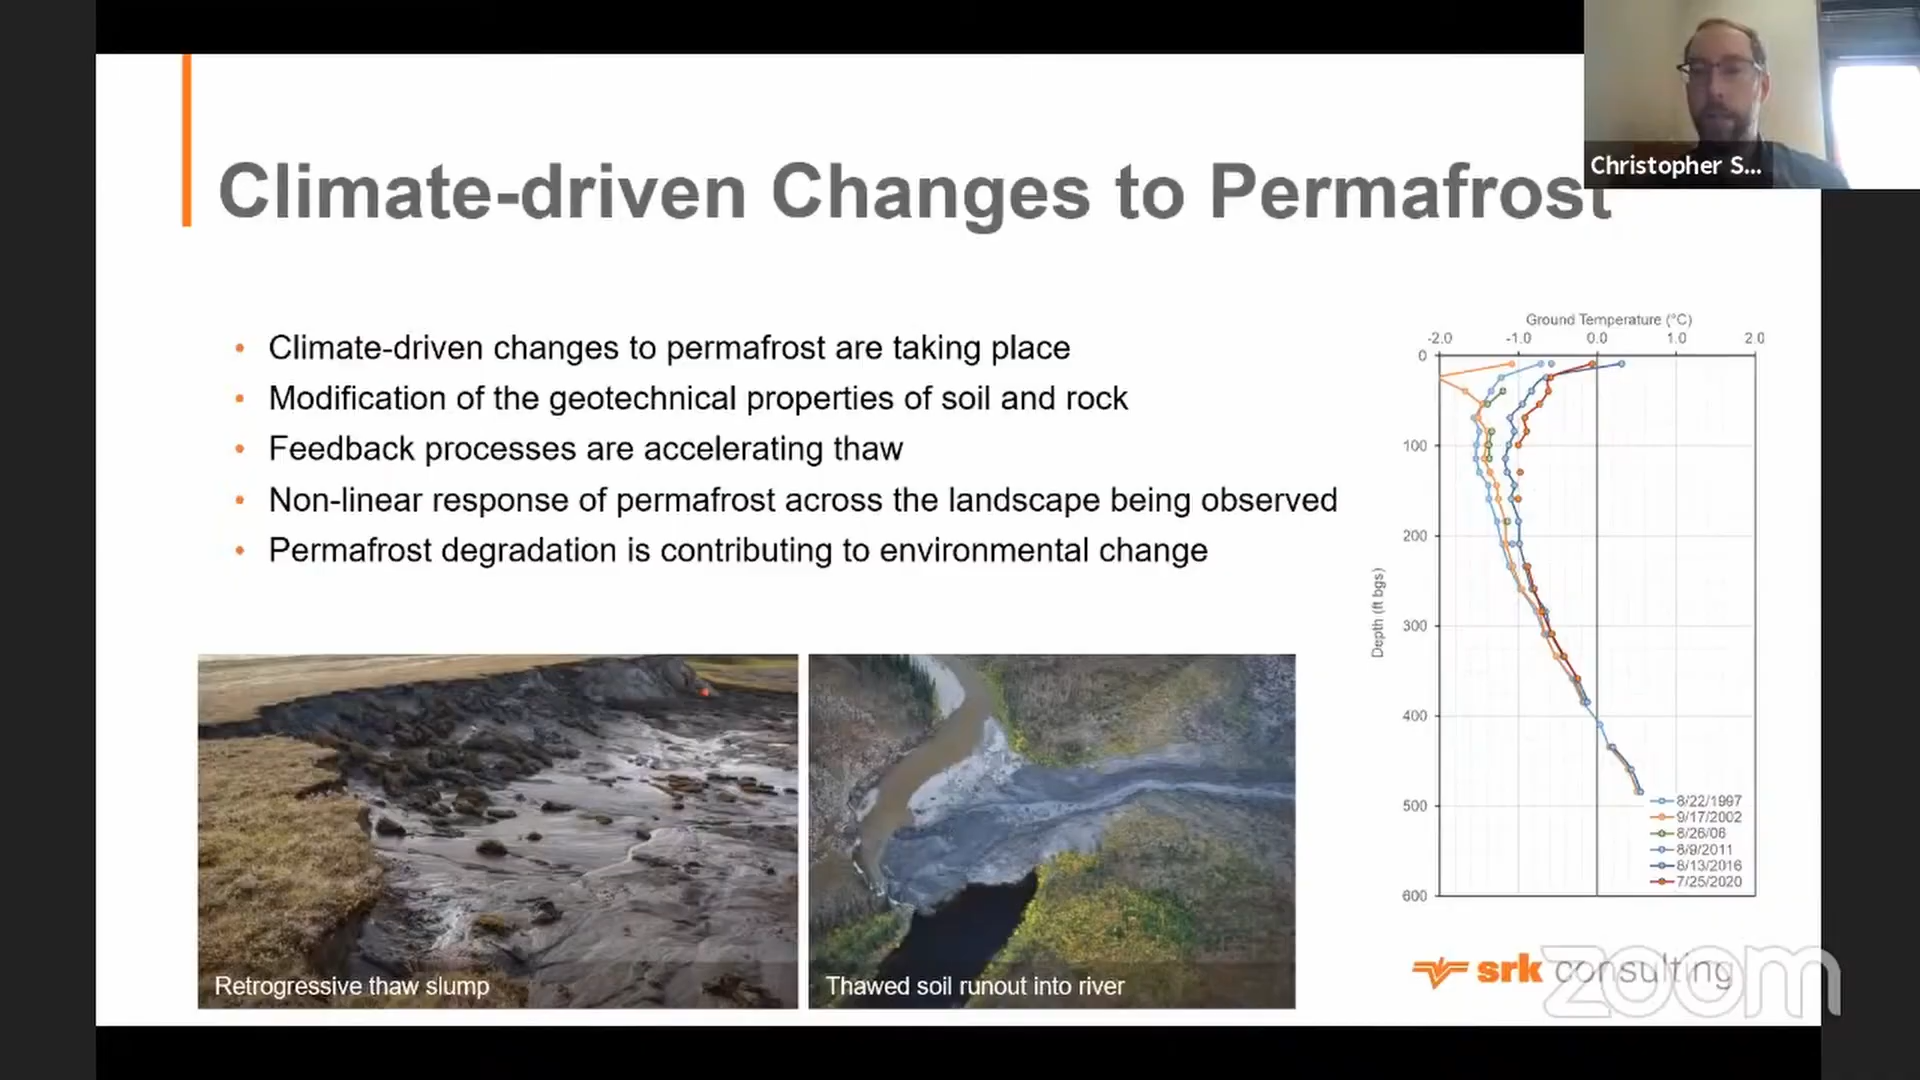 Christopher S...
Climate-driven Changes to Permafrost
• Climate-driven changes to permafrost are taking place
• Modification of the geotechnical properties of soil and rock
• Feedback processes are accelerating thaw
• Non-linear response of permafrost across the landscape being observed
• Permafrost degradation is contributing to environmental change
Ground Temperature (°C)
-2.0 -1.0 0.0 1.0 2.0
0
100
200
300
400
500
600
Depth (ft bgs)
8/22/1997
9/17/2002
8/26/08
8/9/2011
8/13/2016
7/25/2020
Retrogressive thaw slump
Thawed soil runout into river
srk consulting
zoom